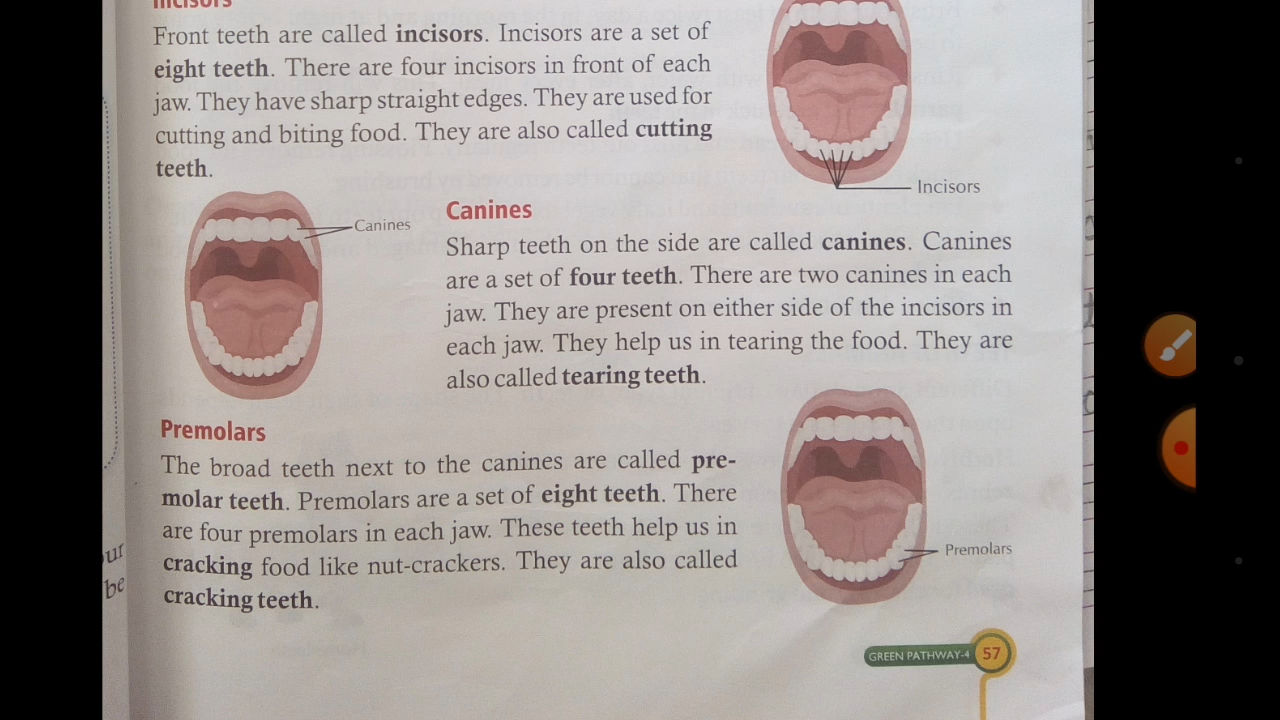 Incisors
Front teeth are called incisors. Incisors are a set of
eight teeth. There are four incisors in front of each
jaw. They have sharp straight edges. They are used for
cutting and biting food. They are also called cutting
teeth.
Incisors
Canines
Canines
Sharp teeth on the side are called canines. Canines
are a set of four teeth. There are two canines in each
jaw. They are present on either side of the incisors in
each jaw. They help us in tearing the food. They are
also called tearing teeth.
Premolars
The broad teeth next to the canines are called pre-
molar teeth. Premolars are a set of eight teeth. There
are four premolars in each jaw. These teeth help us in
cracking food like nut-crackers. They are also called
cracking teeth.
Premolars
ur
be
GREEN PATHWAY-4 57